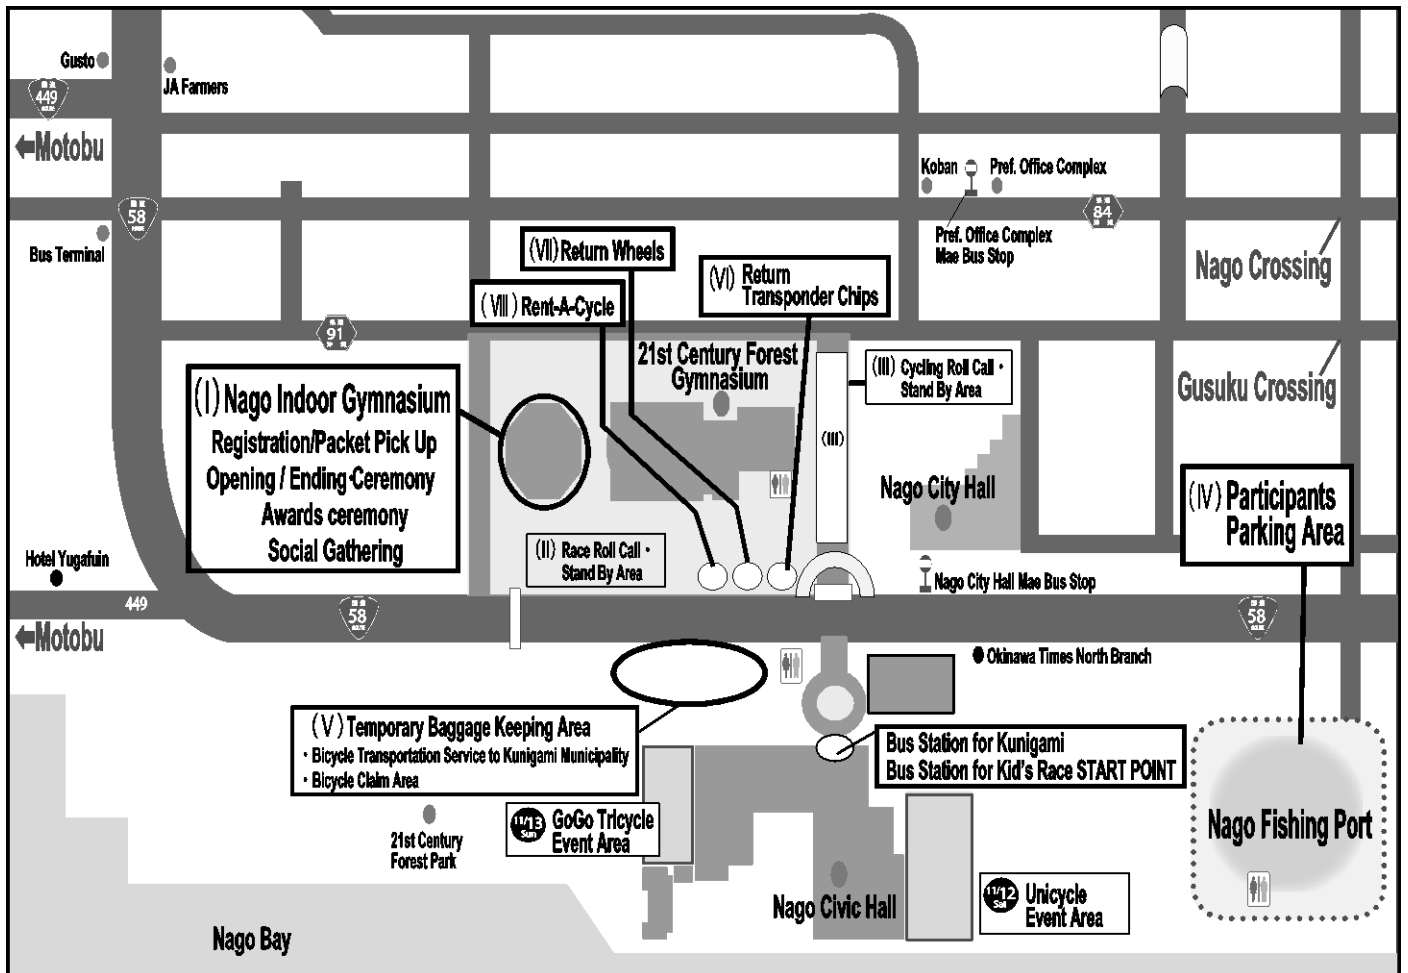 Gusto
JA Farmers
449
Motobu
58
Bus Terminal
Koban
Pref. Office Complex
84
Pref. Office Complex
Mae Bus Stop
Nago Crossing
(VII) Return Wheels
(VI) Return
Transponder Chips
(VIII) Rent-A-Cycle
91
21st Century Forest
Gymnasium
(III) Cycling Roll Call・
Stand By Area
Gusuku Crossing
(I) Nago Indoor Gymnasium
Registration/Packet Pick Up
Opening / Ending・Ceremony
Awards ceremony
Social Gathering
(III)
Nago City Hall
(IV) Participants
Parking Area
(II) Race Roll Call・
Stand By Area
Hotel Yugafuin
Nago City Hall Mae Bus Stop
449
58
58
Motobu
Okinawa Times North Branch
(V) Temporary Baggage Keeping Area
・Bicycle Transportation Service to Kunigami Municipality
・Bicycle Claim Area
Bus Station for Kunigami
Bus Station for Kid's Race START POINT
11/13
Sun
GoGo Tricycle
Event Area
21st Century
Forest Park
Nago Fishing Port
Nago Civic Hall
11/12
Sat
Unicycle
Event Area
Nago Bay